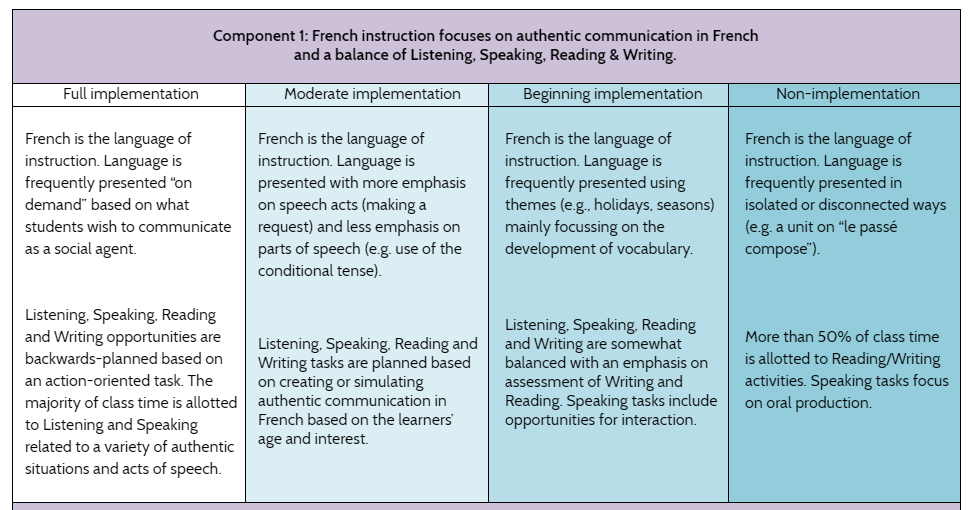 Component 1: French instruction focuses on authentic communication in French
and a balance of Listening, Speaking, Reading & Writing.
Full implementation
Moderate implementation
Beginning implementation
Non-implementation
French is the language of
instruction. Language is
frequently presented “on
demand” based on what
students wish to communicate
as a social agent.
Listening, Speaking, Reading
and Writing opportunities are
backwards-planned based on
an action-oriented task. The
majority of class time is allotted
to Listening and Speaking
related to a variety of authentic
situations and acts of speech.
French is the language of
instruction. Language is
presented with more emphasis
on speech acts (making a
request) and less emphasis on
parts of speech (e.g. use of the
conditional tense).
Listening, Speaking, Reading and
Writing tasks are planned based
on creating or simulating
authentic communication in
French based on the learners’
age and interest.
French is the language of
instruction. Language is
frequently presented using
themes (e.g., holidays, seasons)
mainly focussing on the
development of vocabulary.
Listening, Speaking, Reading
and Writing are somewhat
balanced with an emphasis on
assessment of Writing and
Reading. Speaking tasks include
opportunities for interaction.
French is the language of
instruction. Language is
frequently presented in
isolated or disconnected ways
(e.g. a unit on “le passé
compose”).
More than 50% of class time
is allotted to Reading/Writing
activities. Speaking tasks focus
on oral production.